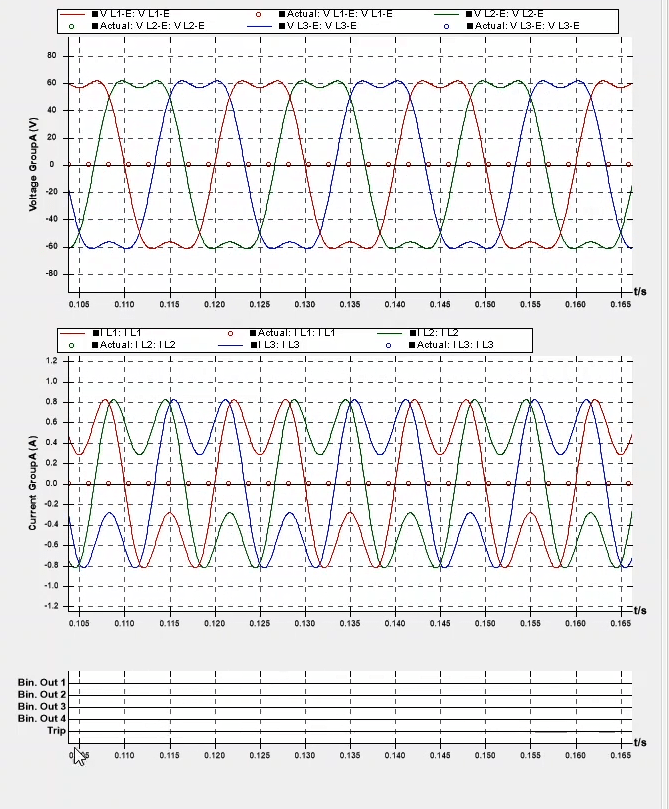 ■V L1-E: V L1-E ■Actual: V L1-E: V L1-E ■V L2-E: V L2-E
■Actual: V L2-E: V L2-E ■V L3-E: V L3-E ■Actual: V L3-E: V L3-E
Voltage GroupA (V)
80
60
40
20
0
-20
-40
-60
-80
0.105 0.110 0.115 0.120 0.125 0.130 0.135 0.140 0.145 0.150 0.155 0.160 0.165
t/s
■I L1: I L1 ■Actual: I L1: I L1 ■I L2: I L2
■Actual: I L2: I L2 ■I L3: I L3 ■Actual: I L3: I L3
Current GroupA (A)
1.2
1.0
0.8
0.6
0.4
0.2
0.0
-0.2
-0.4
-0.6
-0.8
-1.0
-1.2
0.105 0.110 0.115 0.120 0.125 0.130 0.135 0.140 0.145 0.150 0.155 0.160 0.165
t/s
Bin. Out 1
Bin. Out 2
Bin. Out 3
Bin. Out 4
Trip
0.110 0.115 0.120 0.125 0.130 0.135 0.140 0.145 0.150 0.155 0.160 0.165
t/s